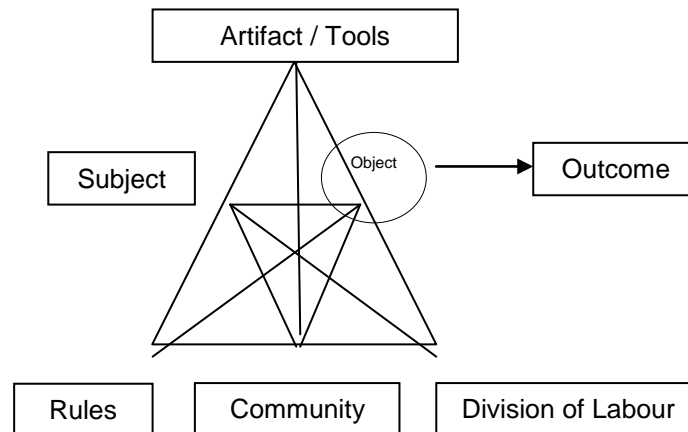 Artifact / Tools
Subject
Object
Outcome
Rules
Community
Division of Labour